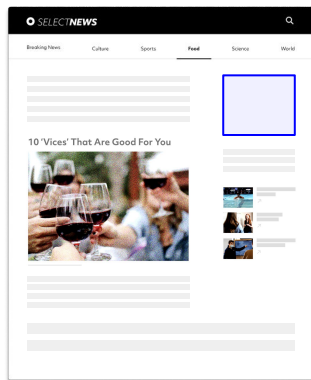 SELECTNEWS
Breaking News Culture Sports Food Science World
10 'Vices' That Are Good For You